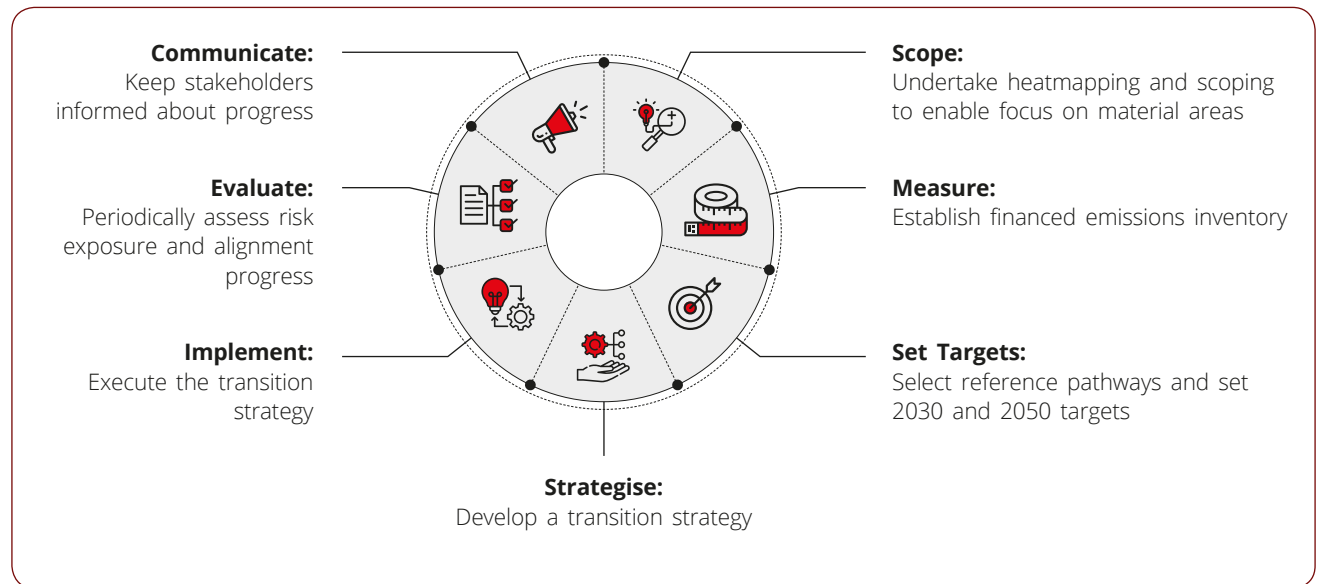 Communicate:
Keep stakeholders
informed about progress
Scope:
Undertake heatmapping and scoping
to enable focus on material areas
Evaluate:
Periodically assess risk
exposure and alignment
progress
Measure:
Establish financed emissions inventory
Implement:
Execute the transition
strategy
Set Targets:
Select reference pathways and set
2030 and 2050 targets
Strategise:
Develop a transition strategy